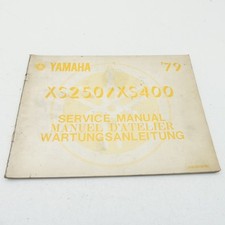 YAMAHA '79
XS250/XS400
SERVICE MANUAL
MANUEL D'ATELIER
WARTUNGSANLEITUNG